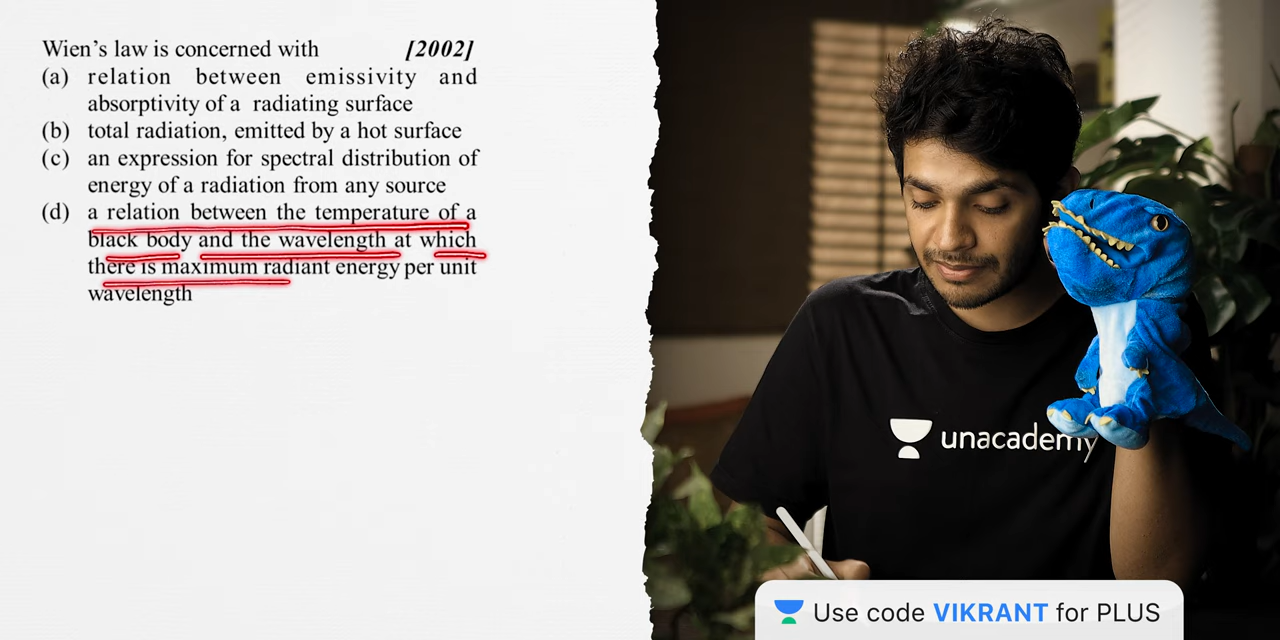 Wien's law is concerned with [2002]
(a) relation between emissivity and
absorptivity of a radiating surface
(b) total radiation, emitted by a hot surface
(c) an expression for spectral distribution of
energy of a radiation from any source
(d) a relation between the temperature of a
black body and the wavelength at which
there is maximum radiant energy per unit
wavelength
unacademy
Use code VIKRANT for PLUS